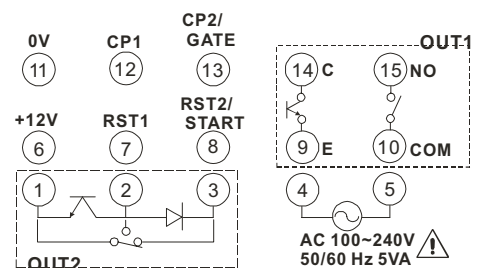 CP2/
0V CP1 GATE OUT1
11 12 13 14 C 15 NO
RST2/
+12V RST1 START
6 7 8 9 E 10 COM
1 2 3 4 5
OUT2
AC 100~240V
50/60 Hz 5VA